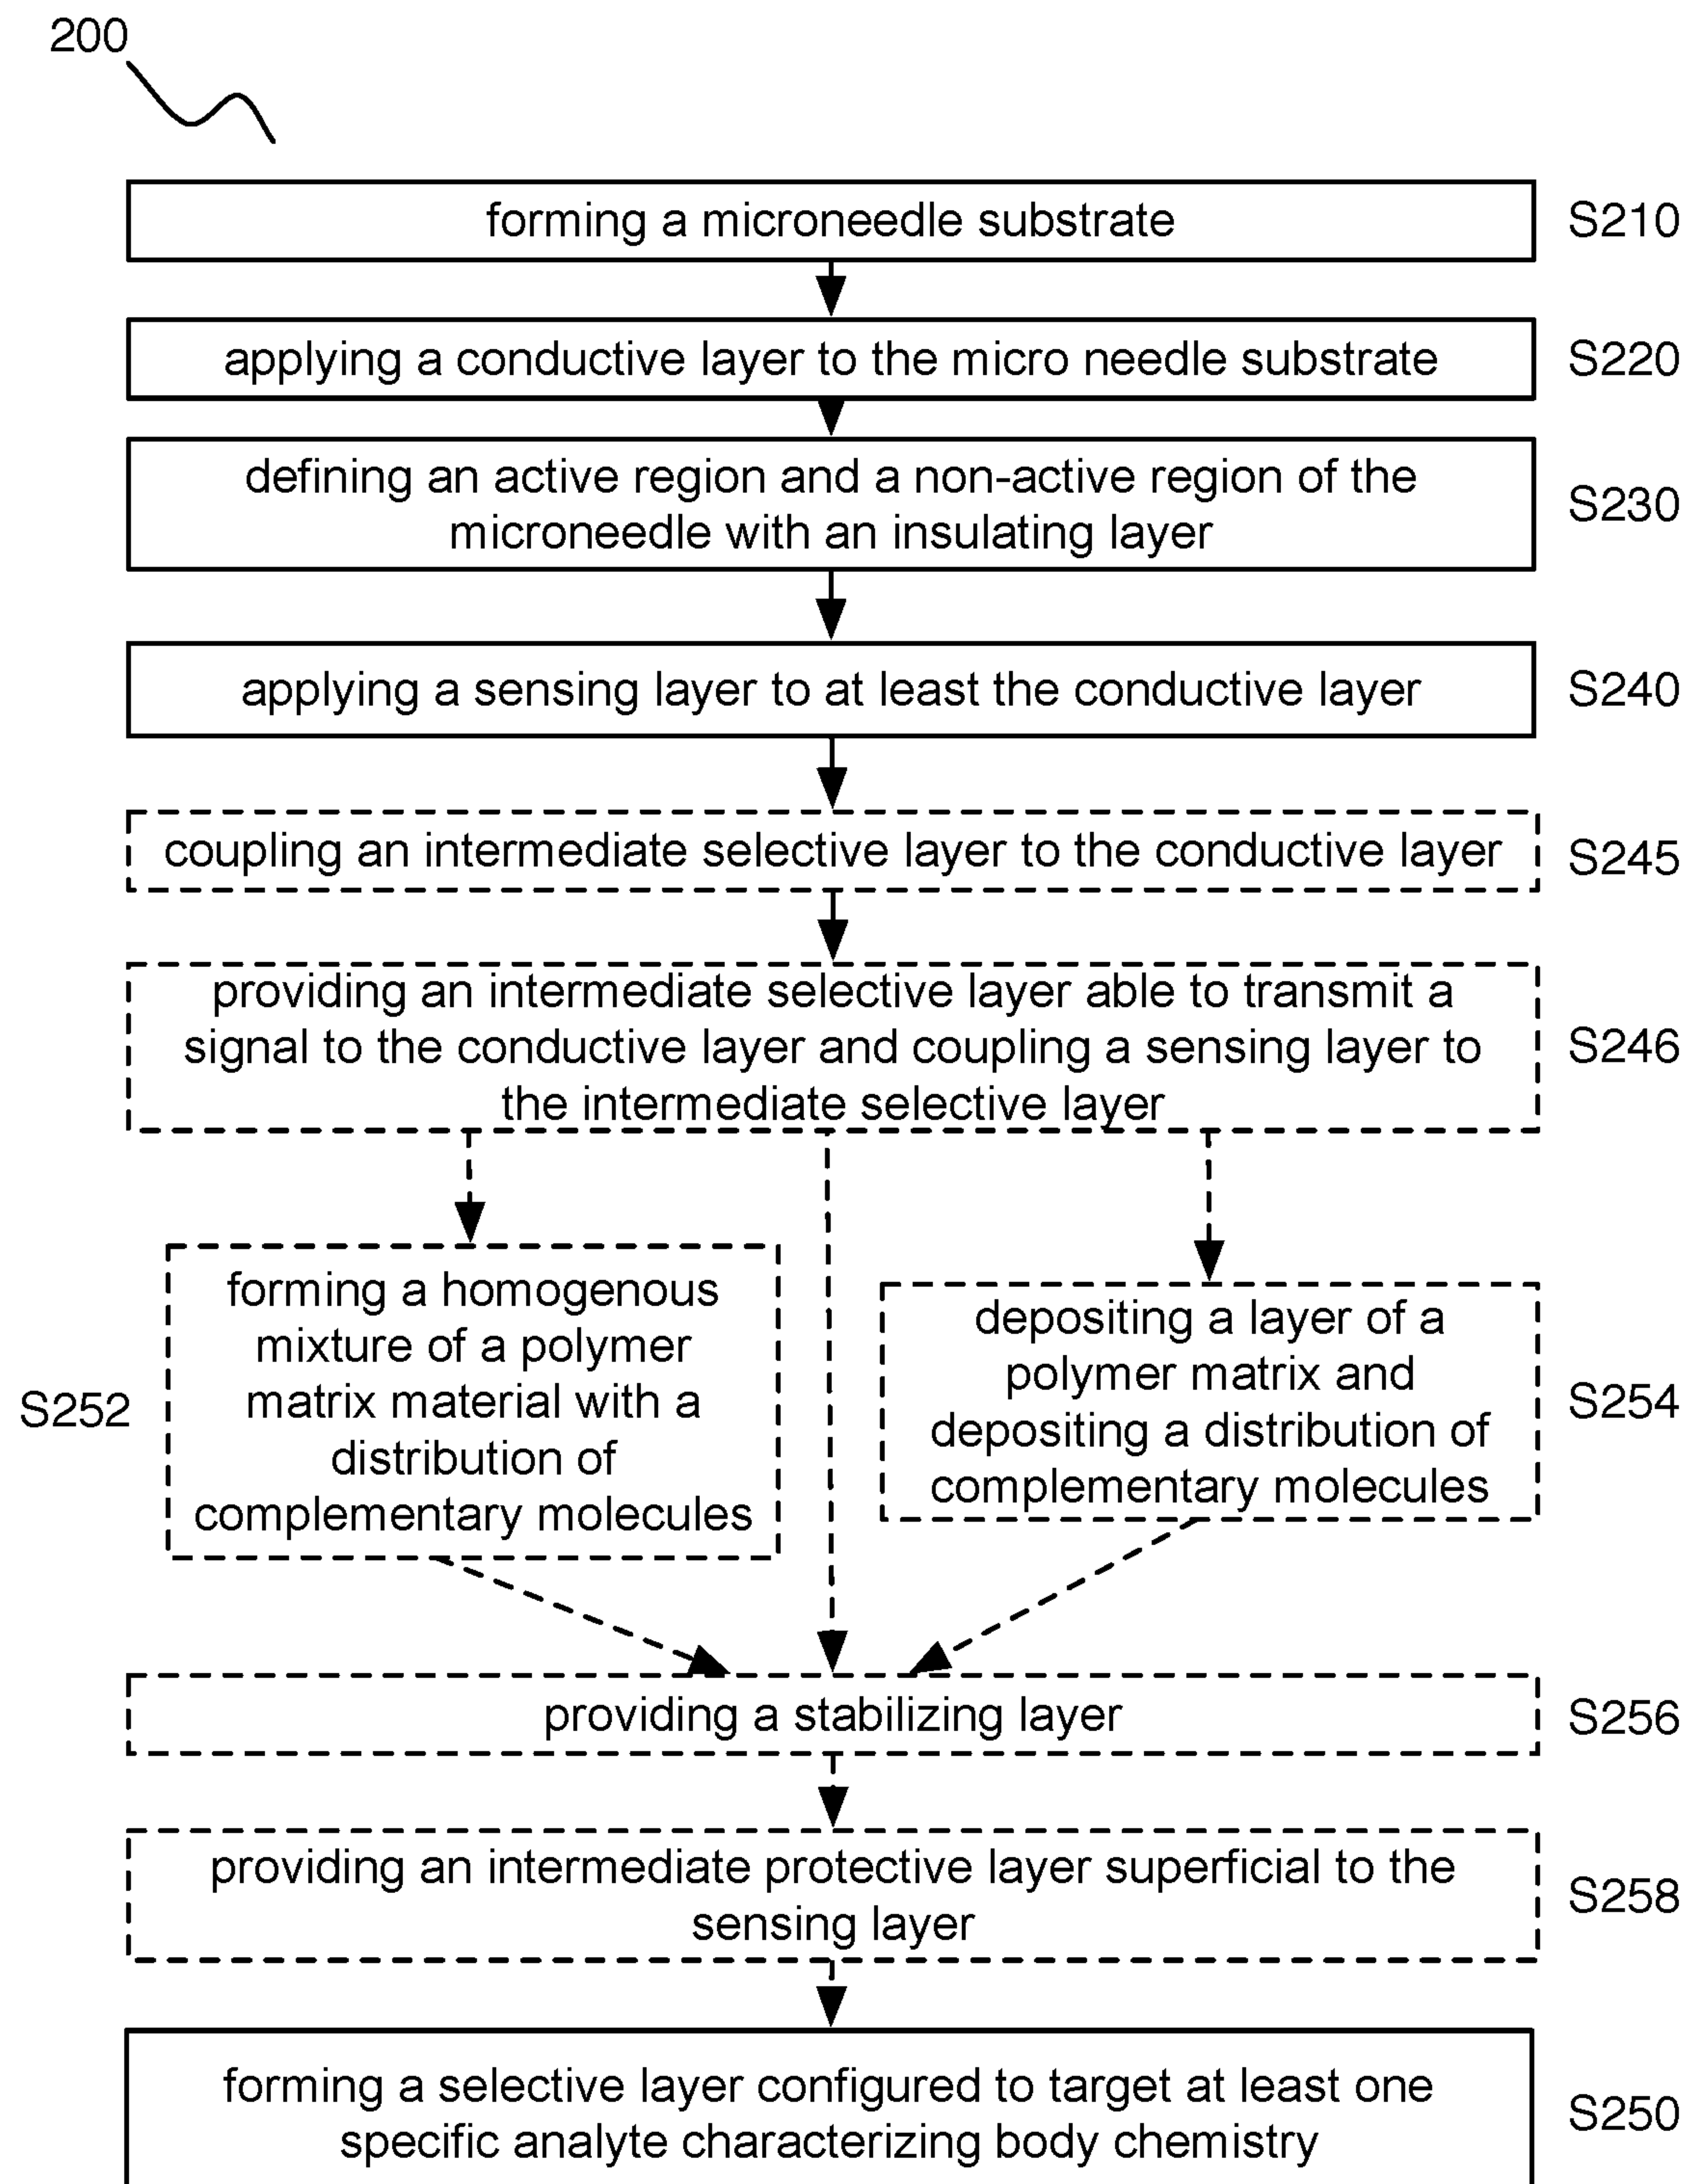 200
forming a microneedle substrate
S210
applying a conductive layer to the micro needle substrate
S220
defining an active region and a non-active region of the
microneedle with an insulating layer
S230
applying a sensing layer to at least the conductive layer
S240
coupling an intermediate selective layer to the conductive layer
S245
providing an intermediate selective layer able to transmit a
signal to the conductive layer and coupling a sensing layer to
the intermediate selective layer
S246
S252
forming a homogenous
mixture of a polymer
matrix material with a
distribution of
complementary molecules
depositing a layer of a
polymer matrix and
depositing a distribution of
complementary molecules
S254
providing a stabilizing layer
S256
providing an intermediate protective layer superficial to the
sensing layer
S258
forming a selective layer configured to target at least one
specific analyte characterizing body chemistry
S250